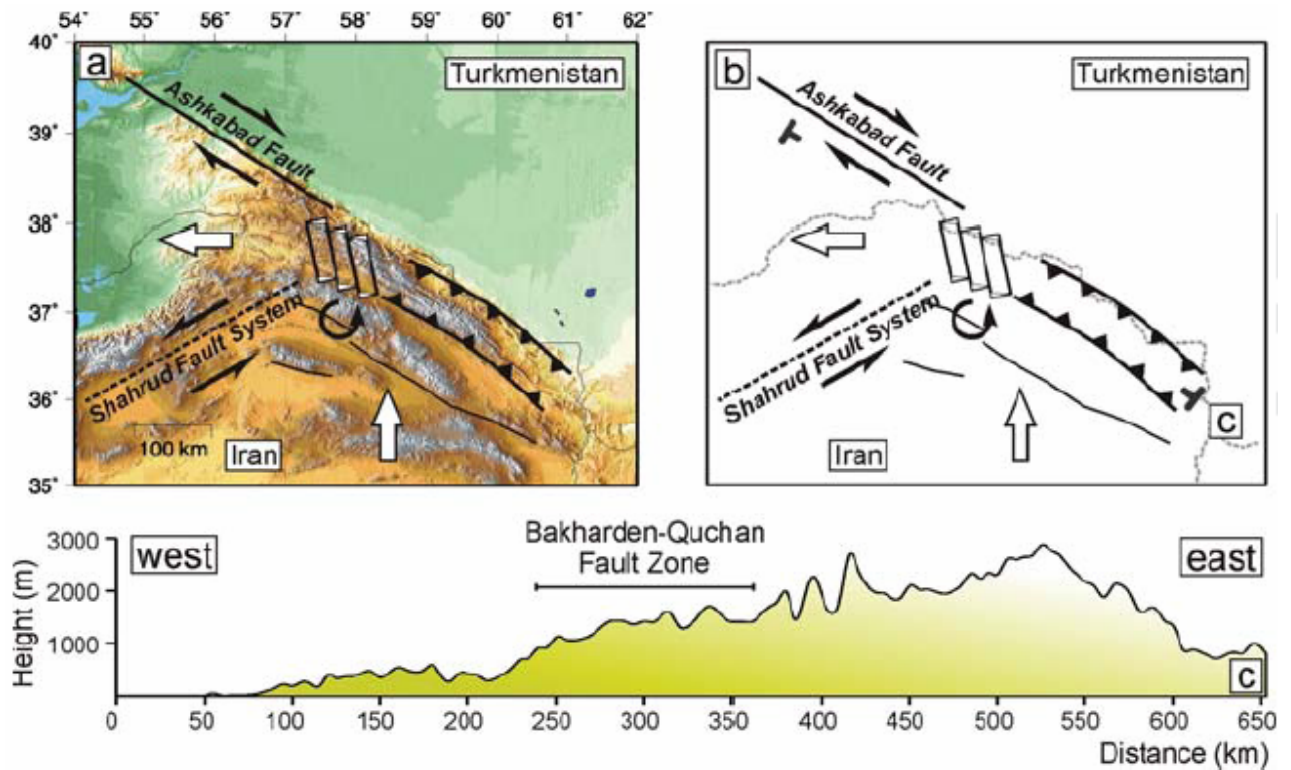 54° 55° 56° 57° 58° 59° 60° 61° 62°
40°
39°
38°
37°
36°
35°
a
Turkmenistan
Ashkabad Fault
Shahrud Fault System
100 km
Iran
b
Turkmenistan
Ashkabad Fault
Shahrud Fault System
c
Iran
Bakharden-Quchan
Fault Zone
west
east
3000
2000
1000
Height (m)
c
0 50 100 150 200 250 300 350 400 450 500 550 600 650
Distance (km)